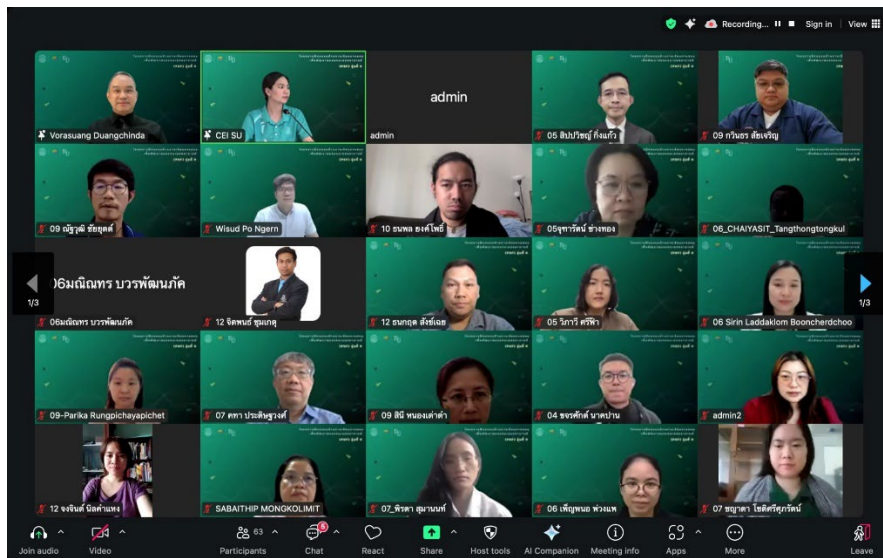 Recording...
Sign in
View
Vorasuang Duangchinda
CEI SU
admin
admin
05 สิปปวิชญ์ กิ่งแก้ว
09 กวินธร สัยเจริญ
09 ณัฐวุฒิ ชัยยุคต์
Wisud Po Ngern
10 ธนพล ยงค์โพธิ์
05จุฑารัตน์ ช่างทอง
06_CHAIYASIT_Tangthongtongkul
06มณิณทร บวรพัฒนภัค
06มณิณทร บวรพัฒนภัค
12 จิตพนธ์ ชุมเกตุ
12 ธนกฤต สังข์เฉย
05 วิภาวี ศรีฟ้า
06 Sirin Laddaklom Booncherdchoo
1/3
1/3
09-Parika Rungpichayapichet
07 คทา ประดิษฐวงศ์
09 สินี หนองเต่าดำ
04 ขจรศักดิ์ นาคปาน
admin2
12 จงจินต์ นิลคำแหง
SABAITHIP MONGKOLIMIT
07_พิรดา สุมานนท์
06 เพ็ญพนอ พ่วงแพ
07 ชญาดา โชติตรีศุภรัตน์
Join audio
Video
63
Participants
5
Chat
React
Share
Host tools
AI Companion
Meeting info
Apps
More
Leave